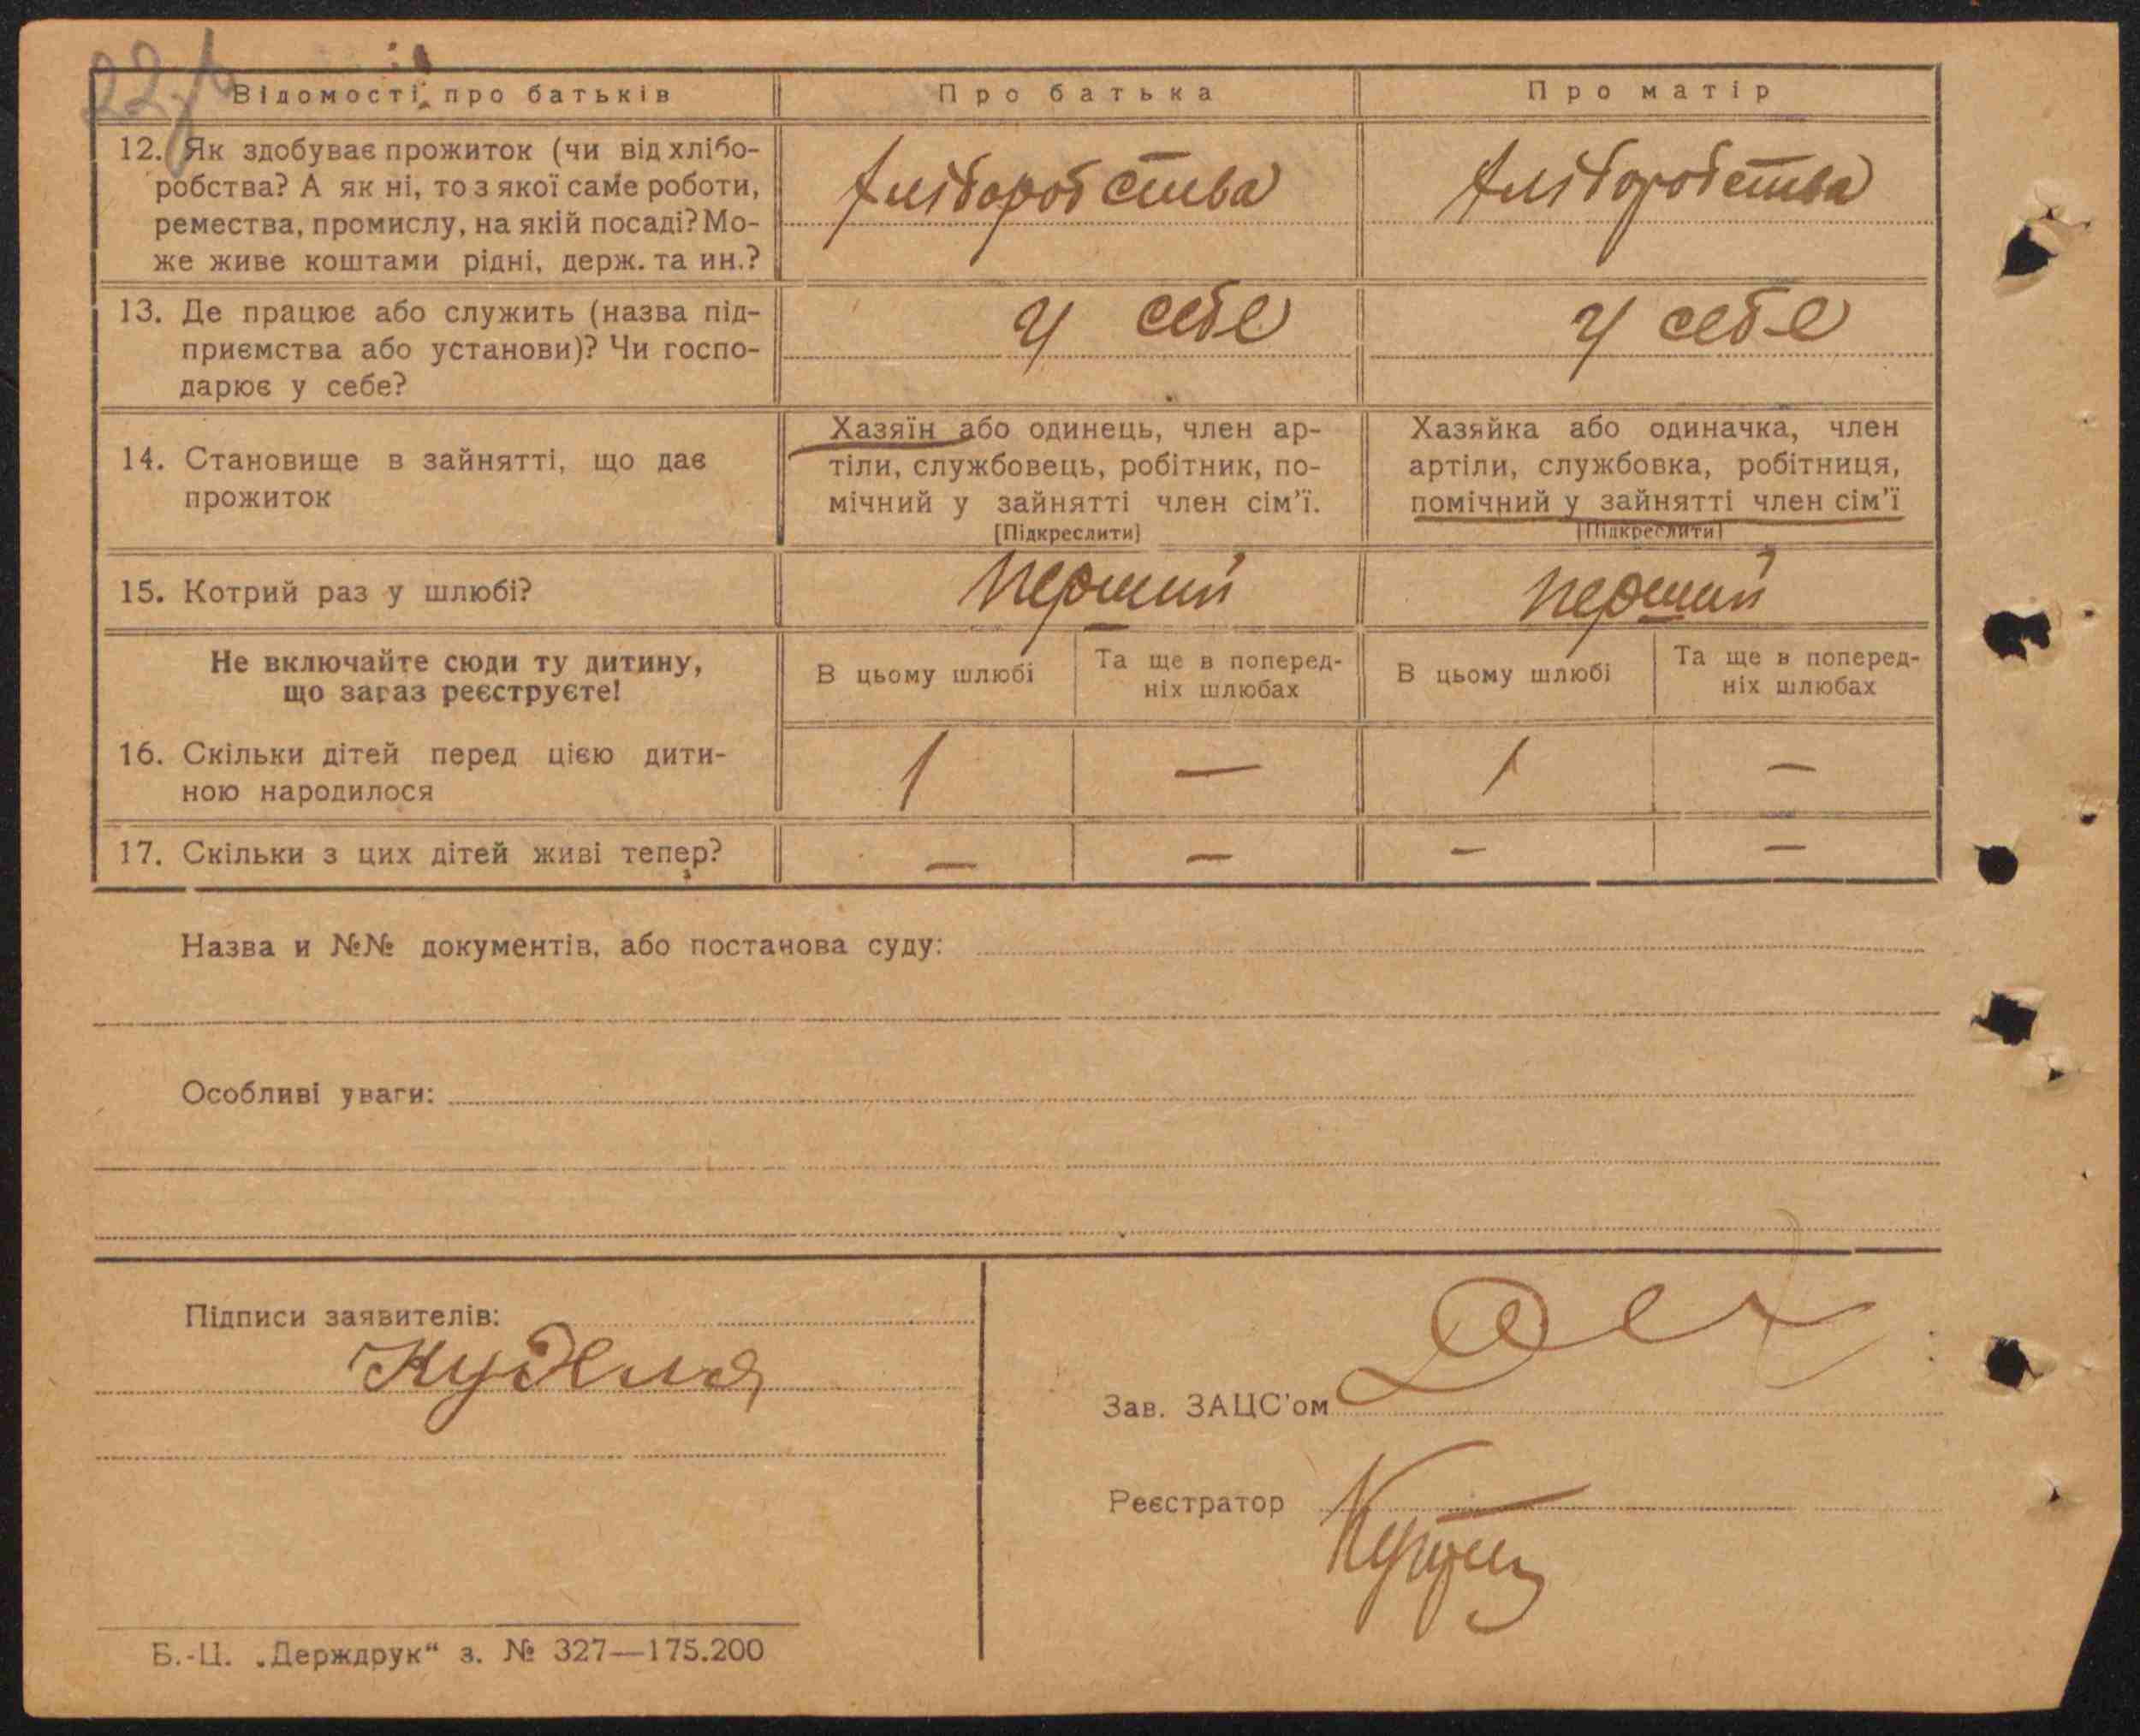 Відомості про батьків Про батька Про матір
12. Як здобуває прожиток (чи від хлібо-
робства? А як ні, то з якої саме роботи,
ремества, промислу, на якій посаді? Мо-
же живе коштами рідні, держ. та ин.?
хліборобства хліборобства
13. Де працює або служить (назва під-
приємства або установи)? Чи госпо-
дарює у себе?
у себе у себе
14. Становище в зайнятті, що дає
прожиток
Хазяїн або одинець, член ар-
тіли, службовець, робітник, по-
мічний у зайнятті член сім'ї.
[Підкреслити]
Хазяйка або одиначка, член
артіли, службовка, робітниця,
помічний у зайнятті член сім'ї
[Підкреслити]
15. Котрий раз у шлюбі? перший перший
Не включайте сюди ту дитину,
що зараз реєструєте!
В цьому шлюбі
Та ще в поперед-
ніх шлюбах
В цьому шлюбі
Та ще в поперед-
ніх шлюбах
16. Скільки дітей перед цією дити-
ною народилося
1 — 1 —
17. Скільки з цих дітей живі тепер? — — — —
Назва и №№ документів, або постанова суду:
Особливі уваги:
Підписи заявителів:
Зав. ЗАЦС'ом
Реєстратор
Б.-Ц. „Держдрук“ з. № 327—175.200